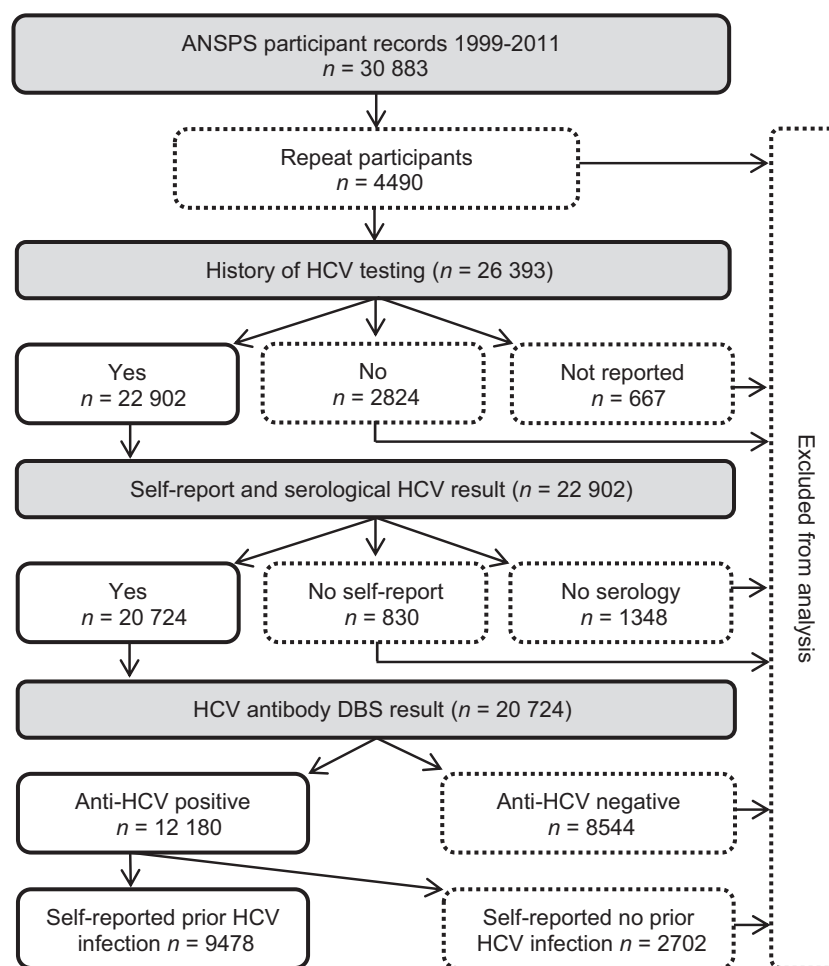 ANSPS participant records 1999-2011
n = 30 883
Repeat participants
n = 4490
History of HCV testing (n = 26 393)
Yes
n = 22 902
No
n = 2824
Not reported
n = 667
Self-report and serological HCV result (n = 22 902)
Yes
n = 20 724
No self-report
n = 830
No serology
n = 1348
HCV antibody DBS result (n = 20 724)
Anti-HCV positive
n = 12 180
Anti-HCV negative
n = 8544
Self-reported prior HCV
infection n = 9478
Self-reported no prior
HCV infection n = 2702
Excluded from analysis